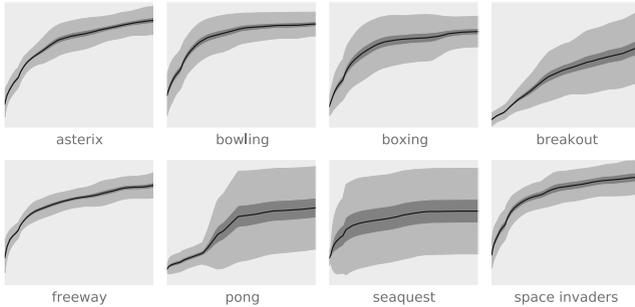 asterix
bowling
boxing
breakout
freeway
pong
seaquest
space invaders